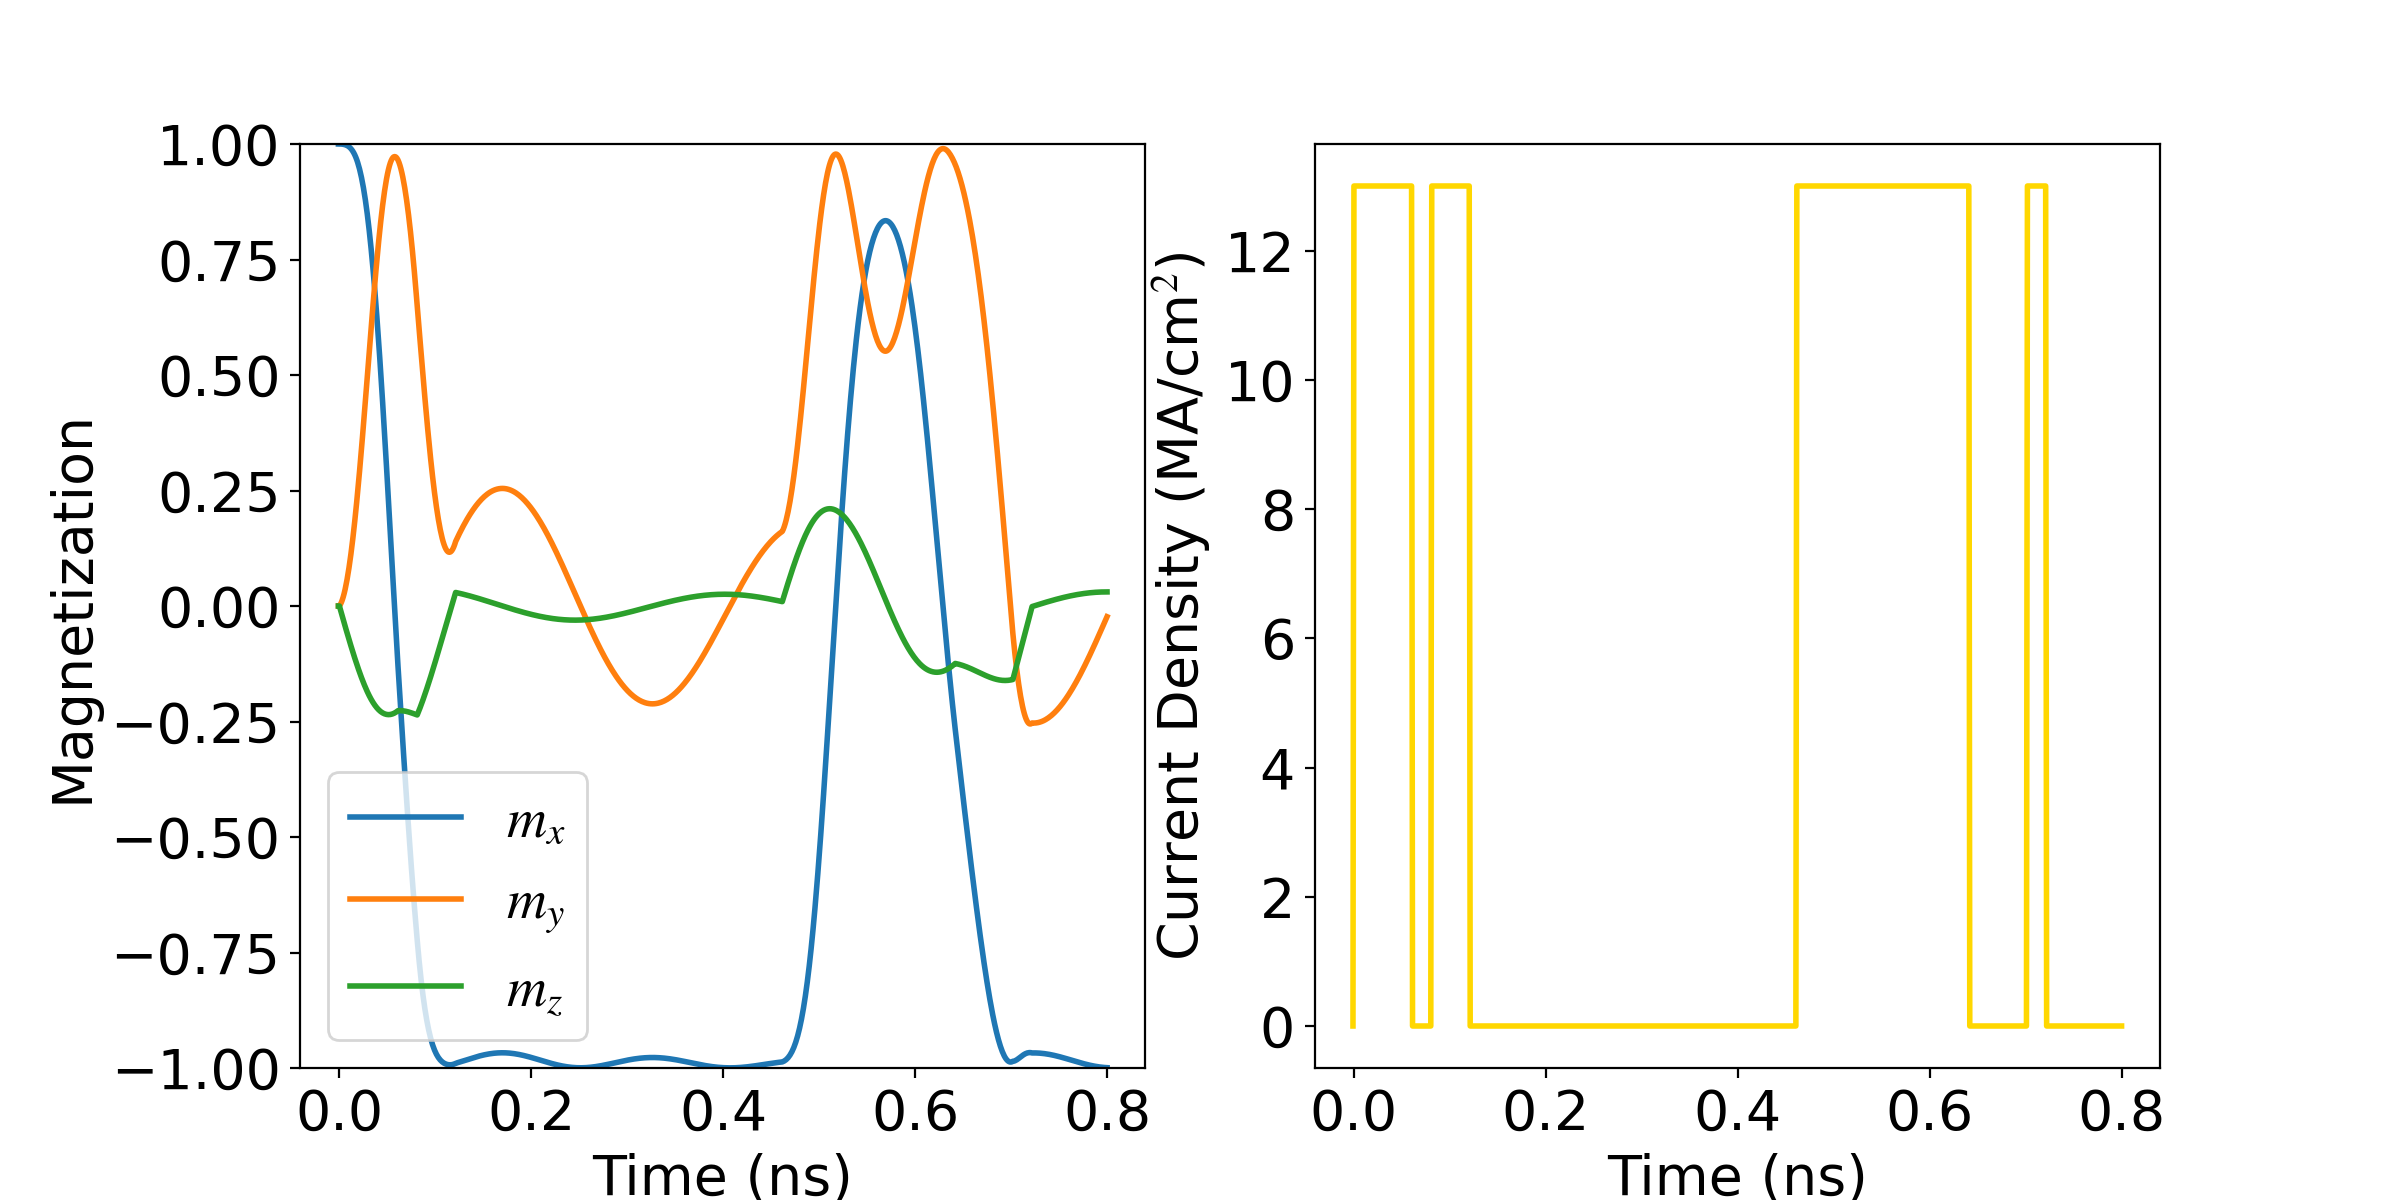 1.00
0.75
0.50
0.25
0.00
−0.25
−0.50
−0.75
−1.00
Magnetization
m_x
m_y
m_z
0.0 0.2 0.4 0.6 0.8
Time (ns)
Current Density (MA/cm²)
12
10
8
6
4
2
0
0.0 0.2 0.4 0.6 0.8
Time (ns)